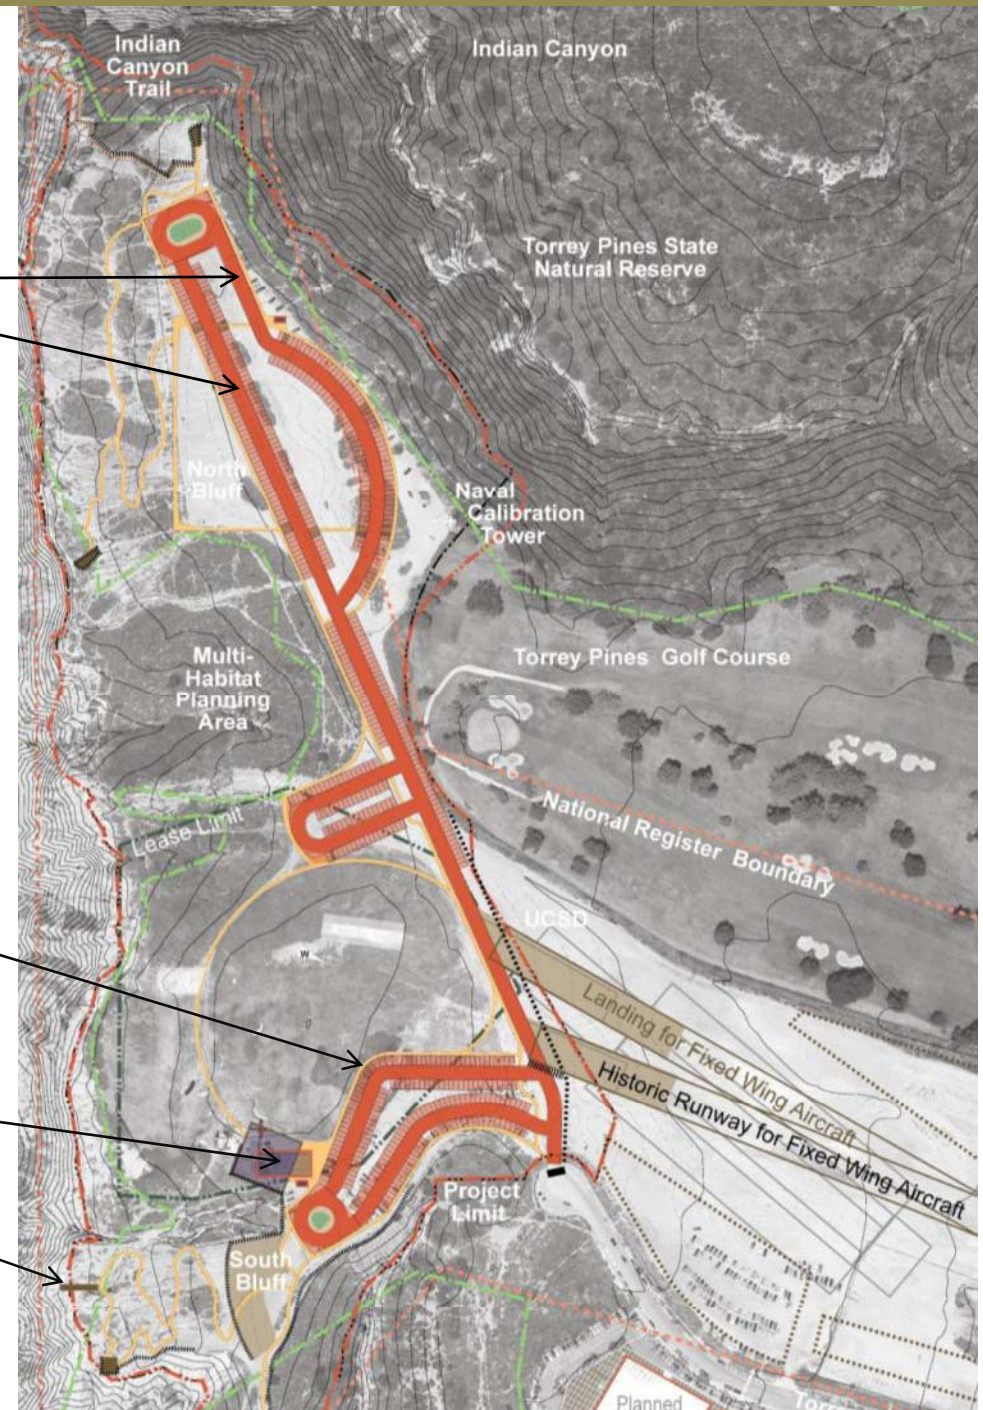 Indian
Canyon
Trail
Indian Canyon
Torrey Pines State
Natural Reserve
North
Bluff
Naval
Calibration
Tower
Multi-
Habitat
Planning
Area
Torrey Pines Golf Course
National Register Boundary
Lease Limit
UCSD
W
Landing for Fixed Wing Aircraft
Historic Runway for Fixed Wing Aircraft
Project
Limit
South
Bluff
Planned